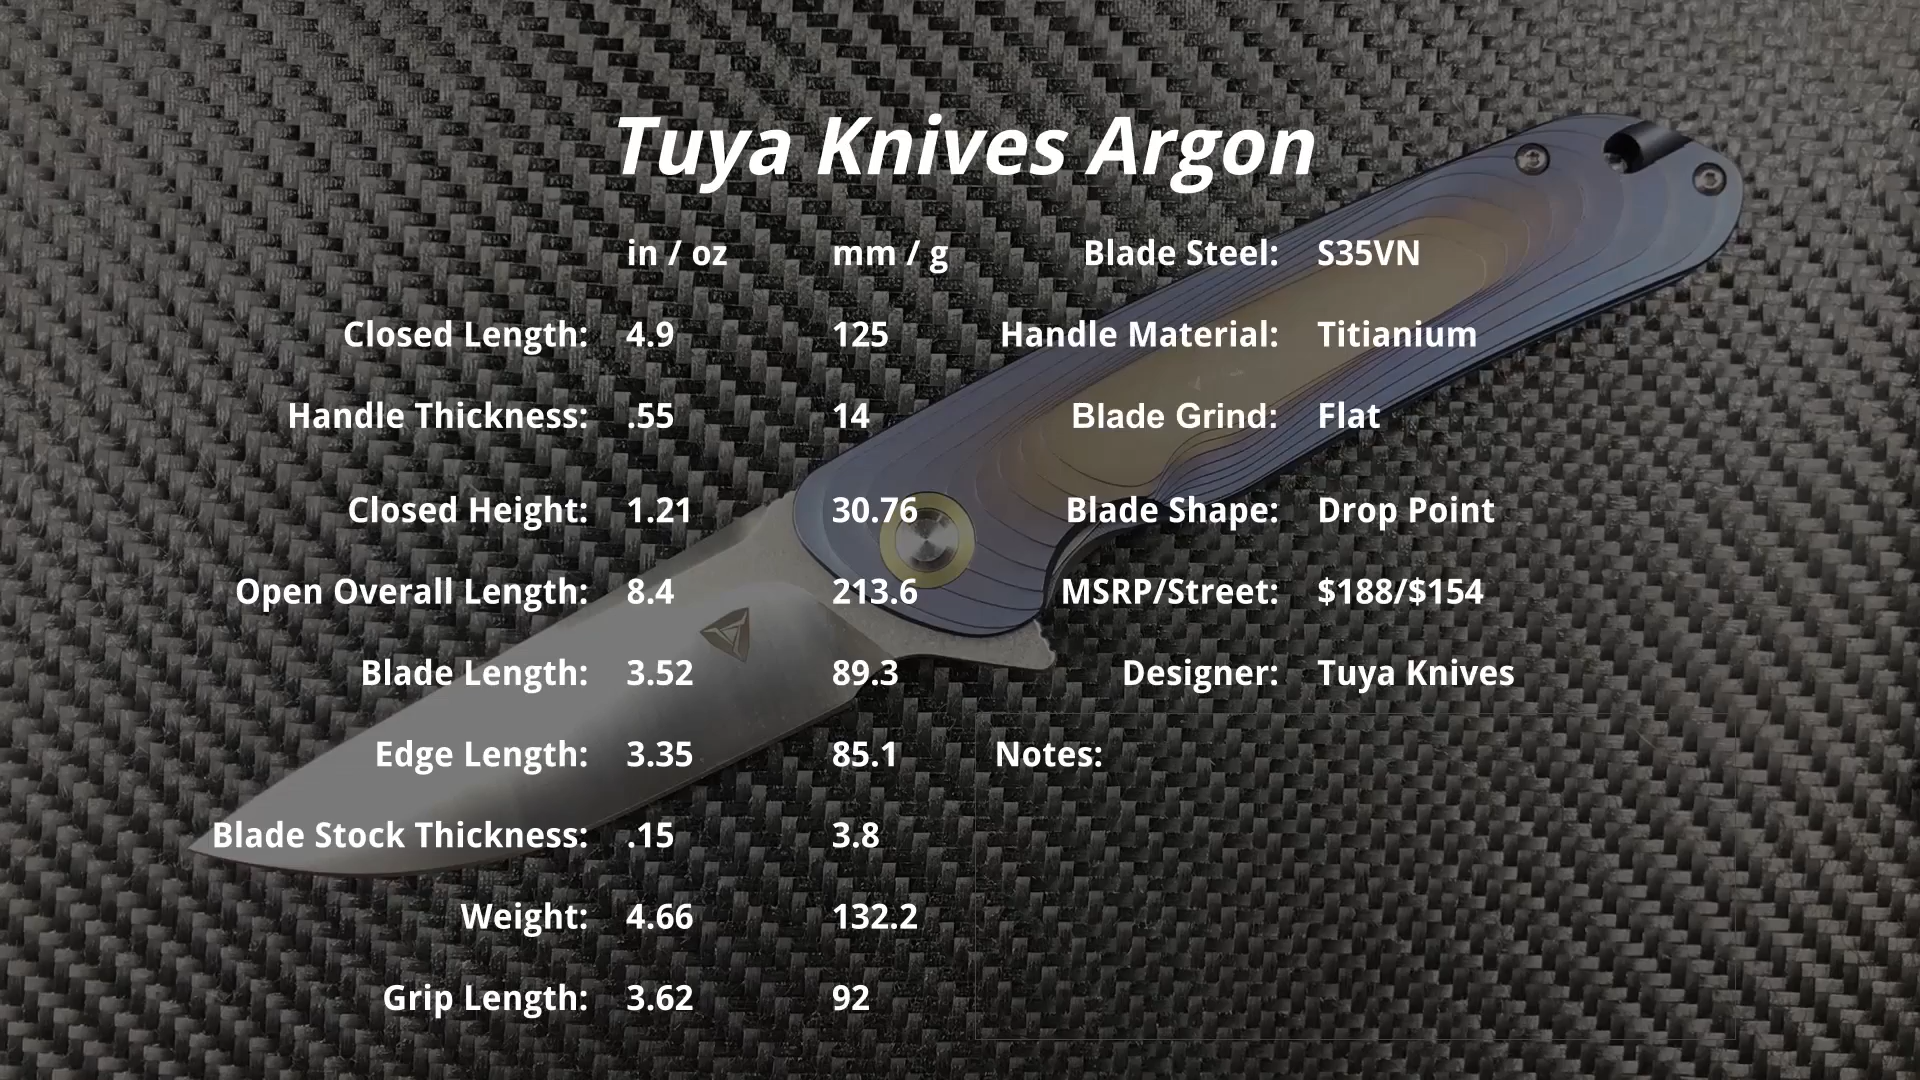 Tuya Knives Argon
in / oz mm / g
Closed Length: 4.9 125
Handle Thickness: .55 14
Closed Height: 1.21 30.76
Open Overall Length: 8.4 213.6
Blade Length: 3.52 89.3
Edge Length: 3.35 85.1
Blade Stock Thickness: .15 3.8
Weight: 4.66 132.2
Grip Length: 3.62 92
Blade Steel: S35VN
Handle Material: Titianium
Blade Grind: Flat
Blade Shape: Drop Point
MSRP/Street: $188/$154
Designer: Tuya Knives
Notes: